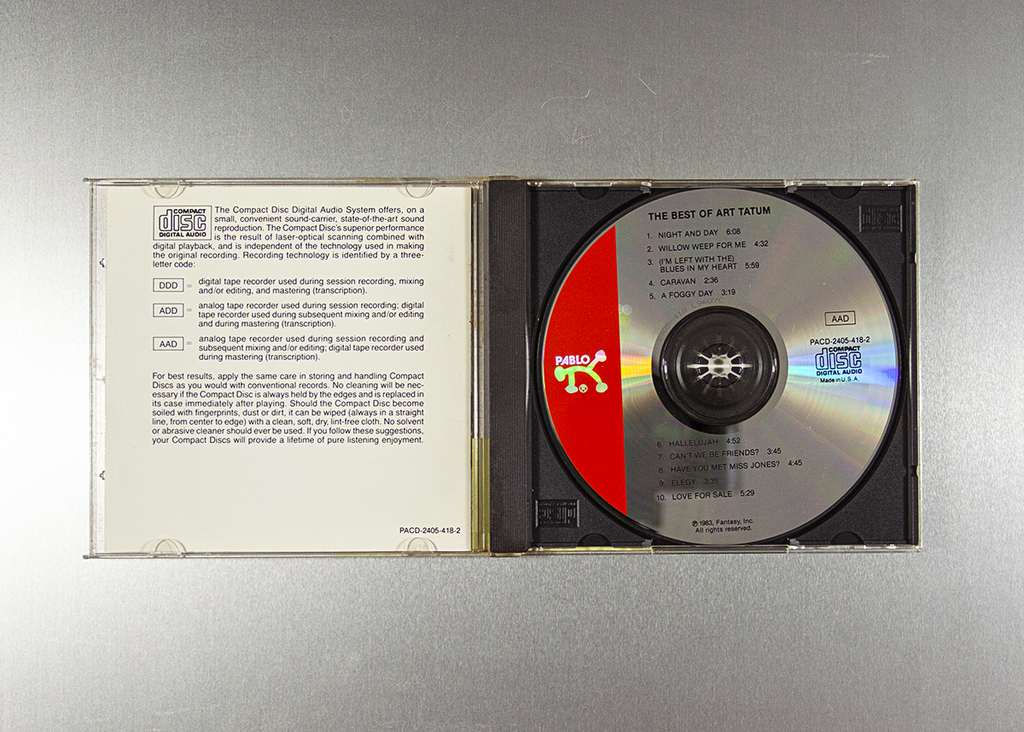 COMPACT
disc
DIGITAL AUDIO
The Compact Disc Digital Audio System offers, on a
small, convenient sound-carrier, state-of-the-art sound
reproduction. The Compact Disc's superior performance
is the result of laser-optical scanning combined with
digital playback, and is independent of the technology used in making
the original recording. Recording technology is identified by a three-
letter code:
DDD = digital tape recorder used during session recording, mixing
and/or editing, and mastering (transcription).
ADD = analog tape recorder used during session recording; digital
tape recorder used during subsequent mixing and/or editing
and during mastering (transcription).
AAD = analog tape recorder used during session recording and
subsequent mixing and/or editing; digital tape recorder used
during mastering (transcription).
For best results, apply the same care in storing and handling Compact
Discs as you would with conventional records. No cleaning will be nec-
essary if the Compact Disc is always held by the edges and is replaced in
its case immediately after playing. Should the Compact Disc become
soiled with fingerprints, dust or dirt, it can be wiped (always in a straight
line, from center to edge) with a clean, soft, dry, lint-free cloth. No solvent
or abrasive cleaner should ever be used. If you follow these suggestions,
your Compact Discs will provide a lifetime of pure listening enjoyment.
PACD-2405-418-2
THE BEST OF ART TATUM
1. NIGHT AND DAY 6:08
2. WILLOW WEEP FOR ME 4:32
3. (I'M LEFT WITH THE)
BLUES IN MY HEART 5:59
4. CARAVAN 2:36
5. A FOGGY DAY 3:19
AAD
PACD-2405-418-2
COMPACT
disc
DIGITAL AUDIO
Made in U.S.A.
PABLO
®
6. HALLELUJAH 4:52
7. CAN'T WE BE FRIENDS? 3:45
8. HAVE YOU MET MISS JONES? 4:45
9. ELEGY 3:35
10. LOVE FOR SALE 5:29
℗ 1983, Fantasy, Inc.
All rights reserved.